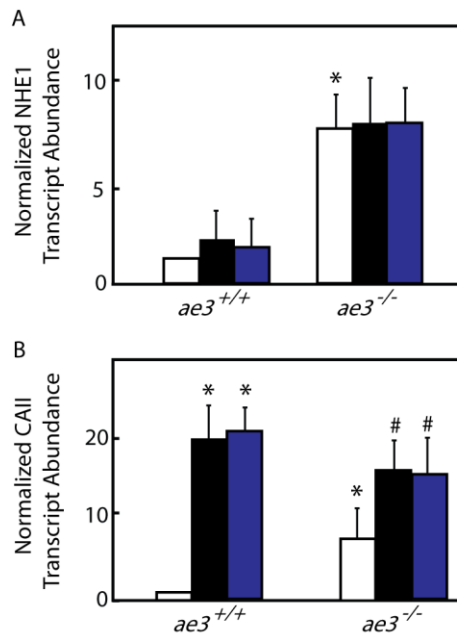 A
Normalized NHE1
Transcript Abundance
10
5
0
*
ae3+/+
ae3-/-
B
Normalized CAII
Transcript Abundance
20
10
0
* *
*
# #
ae3+/+
ae3-/-